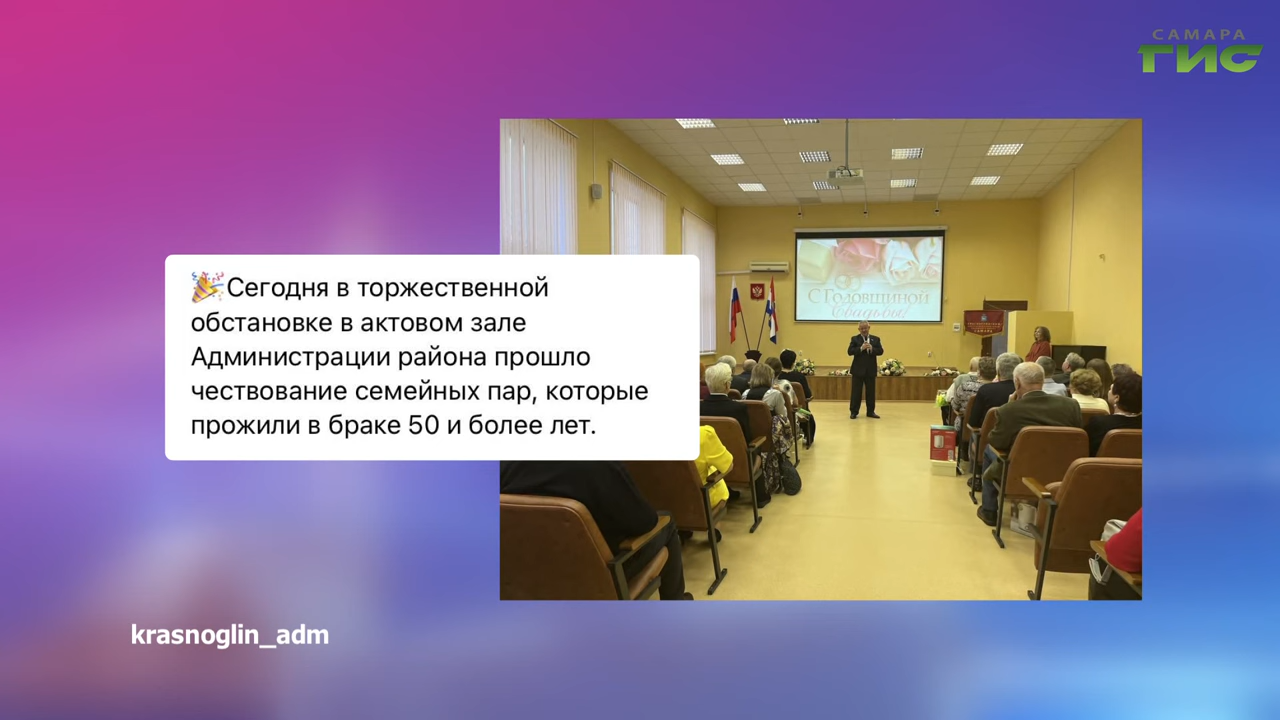 САМАРА
ГИС
🎉Сегодня в торжественной
обстановке в актовом зале
Администрации района прошло
чествование семейных пар, которые
прожили в браке 50 и более лет.
С Годовщиной
Свадьбы!
krasnoglin_adm